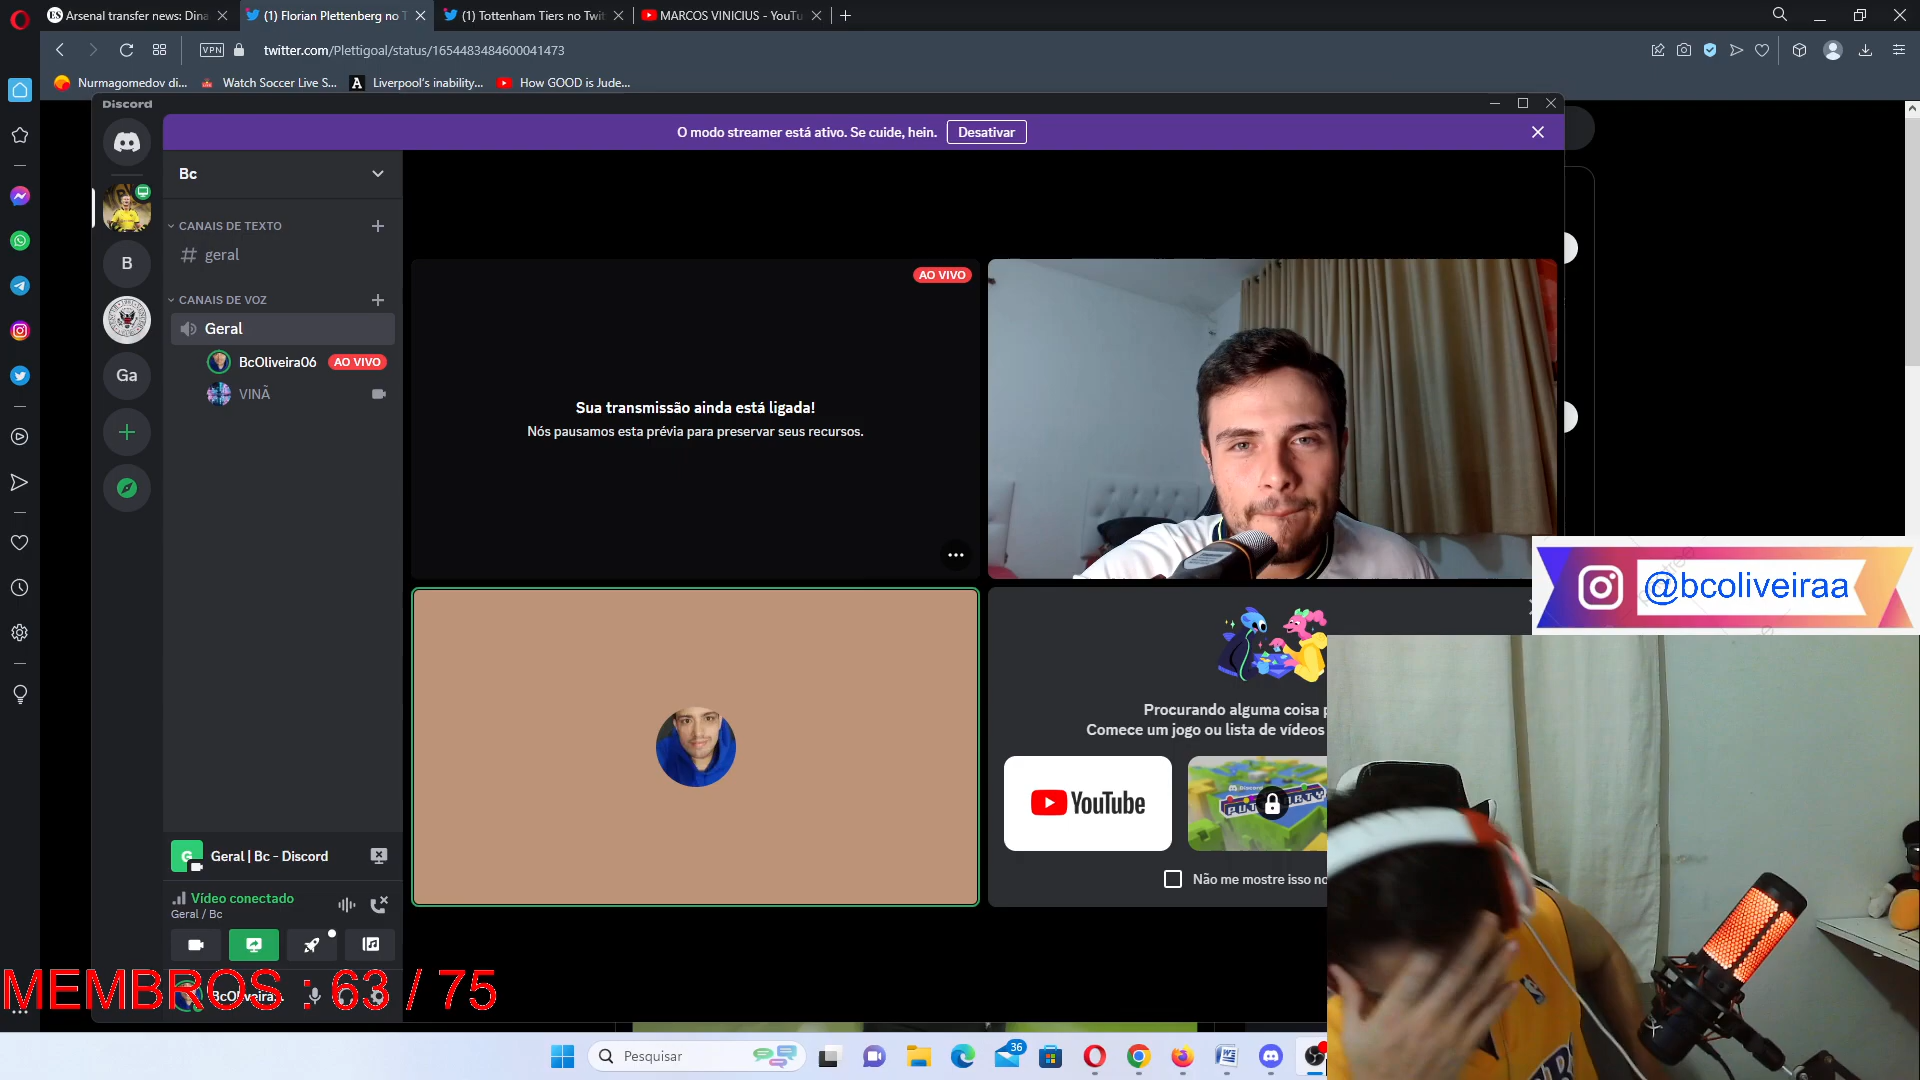 Arsenal transfer news: Dina
(1) Florian Plettenberg no T
(1) Tottenham Tiers no Twit
MARCOS VINICIUS - YouTu
VPN
twitter.com/Plettigoal/status/1654483484600041473
Nurmagomedov di...
Watch Soccer Live S...
Liverpool's inability...
How GOOD is Jude...
Discord
O modo streamer está ativo. Se cuide, hein.
Desativar
Bc
CANAIS DE TEXTO
geral
CANAIS DE VOZ
Geral
BcOliveira06
AO VIVO
VINÃ
B
Ga
AO VIVO
Sua transmissão ainda está ligada!
Nós pausamos esta prévia para preservar seus recursos.
@bcoliveiraa
Procurando alguma coisa p
Comece um jogo ou lista de vídeos
YouTube
Não me mostre isso no
G
Geral | Bc - Discord
Vídeo conectado
Geral / Bc
BcOliveira...
MEMBROS : 63 / 75
Pesquisar
36